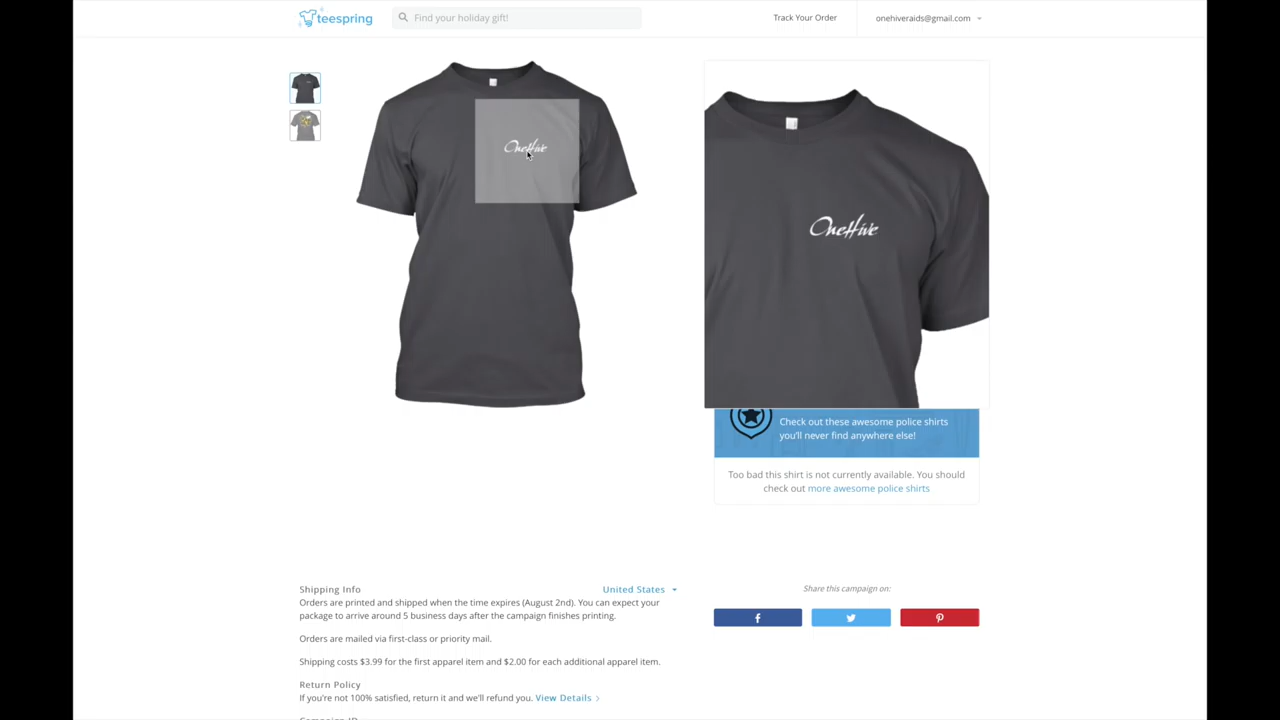 teespring
Find your holiday gift!
Track Your Order
onehiveraids@gmail.com
OneHive
OneHive
Check out these awesome police shirts
you'll never find anywhere else!
Too bad this shirt is not currently available. You should
check out more awesome police shirts
Shipping Info
United States
Orders are printed and shipped when the time expires (August 2nd). You can expect your
package to arrive around 5 business days after the campaign finishes printing.
Orders are mailed via first-class or priority mail.
Shipping costs $3.99 for the first apparel item and $2.00 for each additional apparel item.
Return Policy
If you're not 100% satisfied, return it and we'll refund you. View Details >
Campaign ID
Share this campaign on: